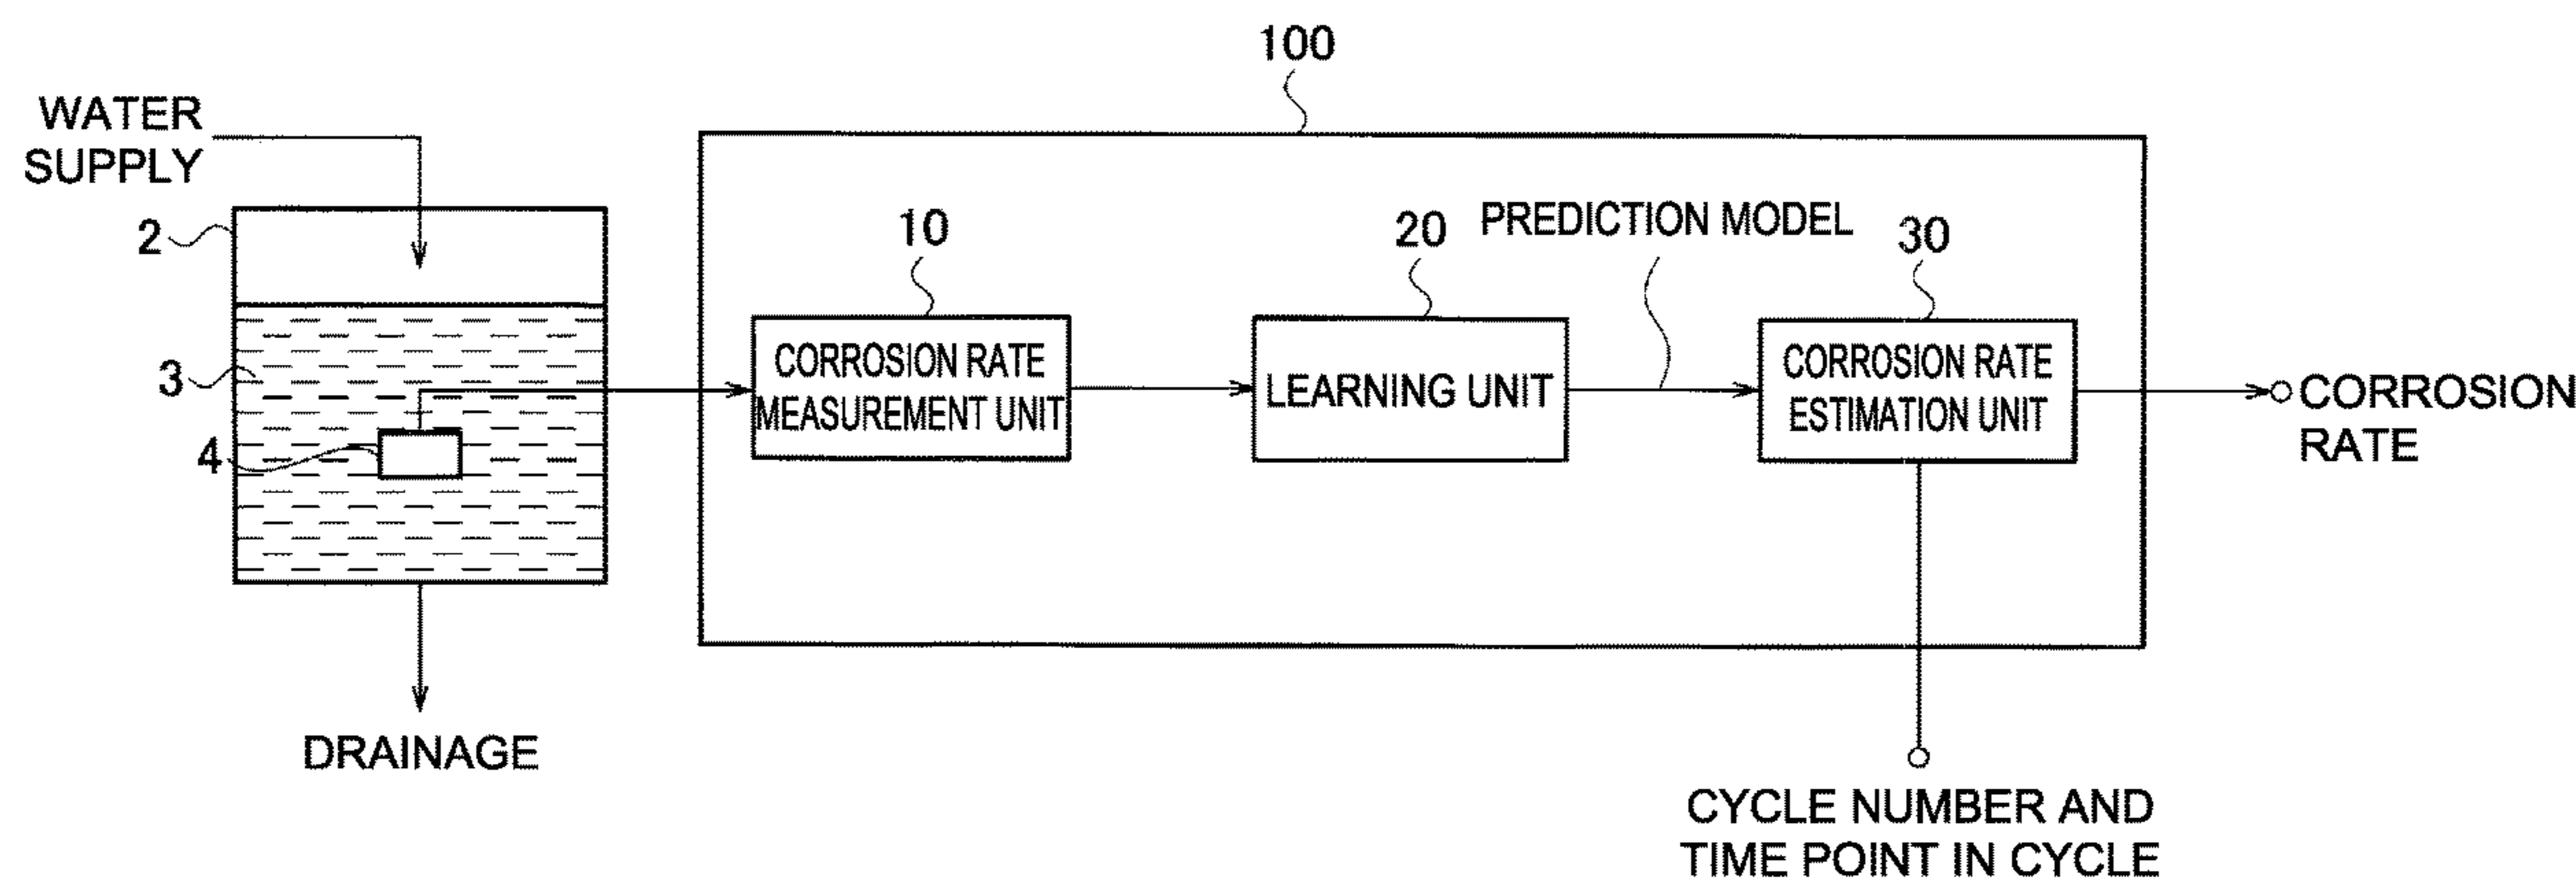 100
WATER
SUPPLY
2
10
20
PREDICTION MODEL
30
3
CORROSION RATE
MEASUREMENT UNIT
LEARNING UNIT
CORROSION RATE
ESTIMATION UNIT
CORROSION
RATE
4
DRAINAGE
CYCLE NUMBER AND
TIME POINT IN CYCLE